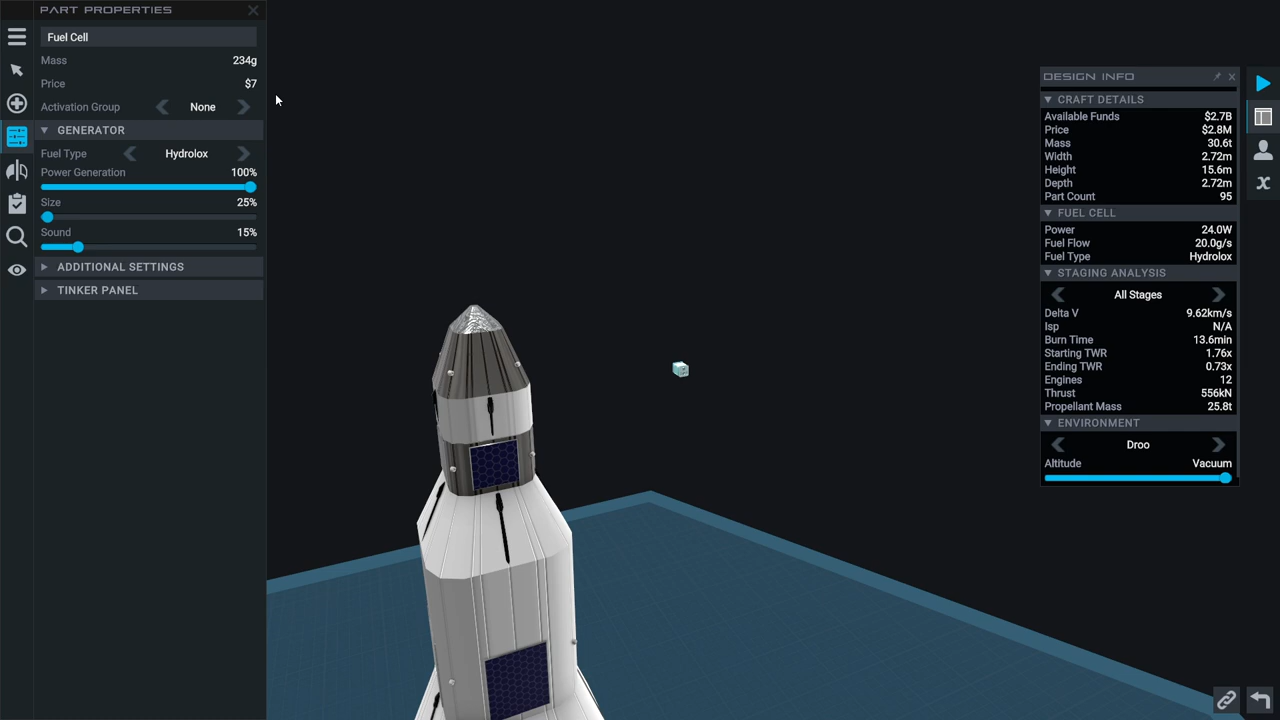 PART PROPERTIES
Fuel Cell
Mass 234g
Price $7
Activation Group None
GENERATOR
Fuel Type Hydrolox
Power Generation 100%
Size 25%
Sound 15%
ADDITIONAL SETTINGS
TINKER PANEL
DESIGN INFO
CRAFT DETAILS
Available Funds $2.7B
Price $2.8M
Mass 30.6t
Width 2.72m
Height 15.6m
Depth 2.72m
Part Count 95
FUEL CELL
Power 24.0W
Fuel Flow 20.0g/s
Fuel Type Hydrolox
STAGING ANALYSIS
All Stages
Delta V 9.62km/s
Isp N/A
Burn Time 13.6min
Starting TWR 1.76x
Ending TWR 0.73x
Engines 12
Thrust 556kN
Propellant Mass 25.8t
ENVIRONMENT
Droo
Altitude Vacuum